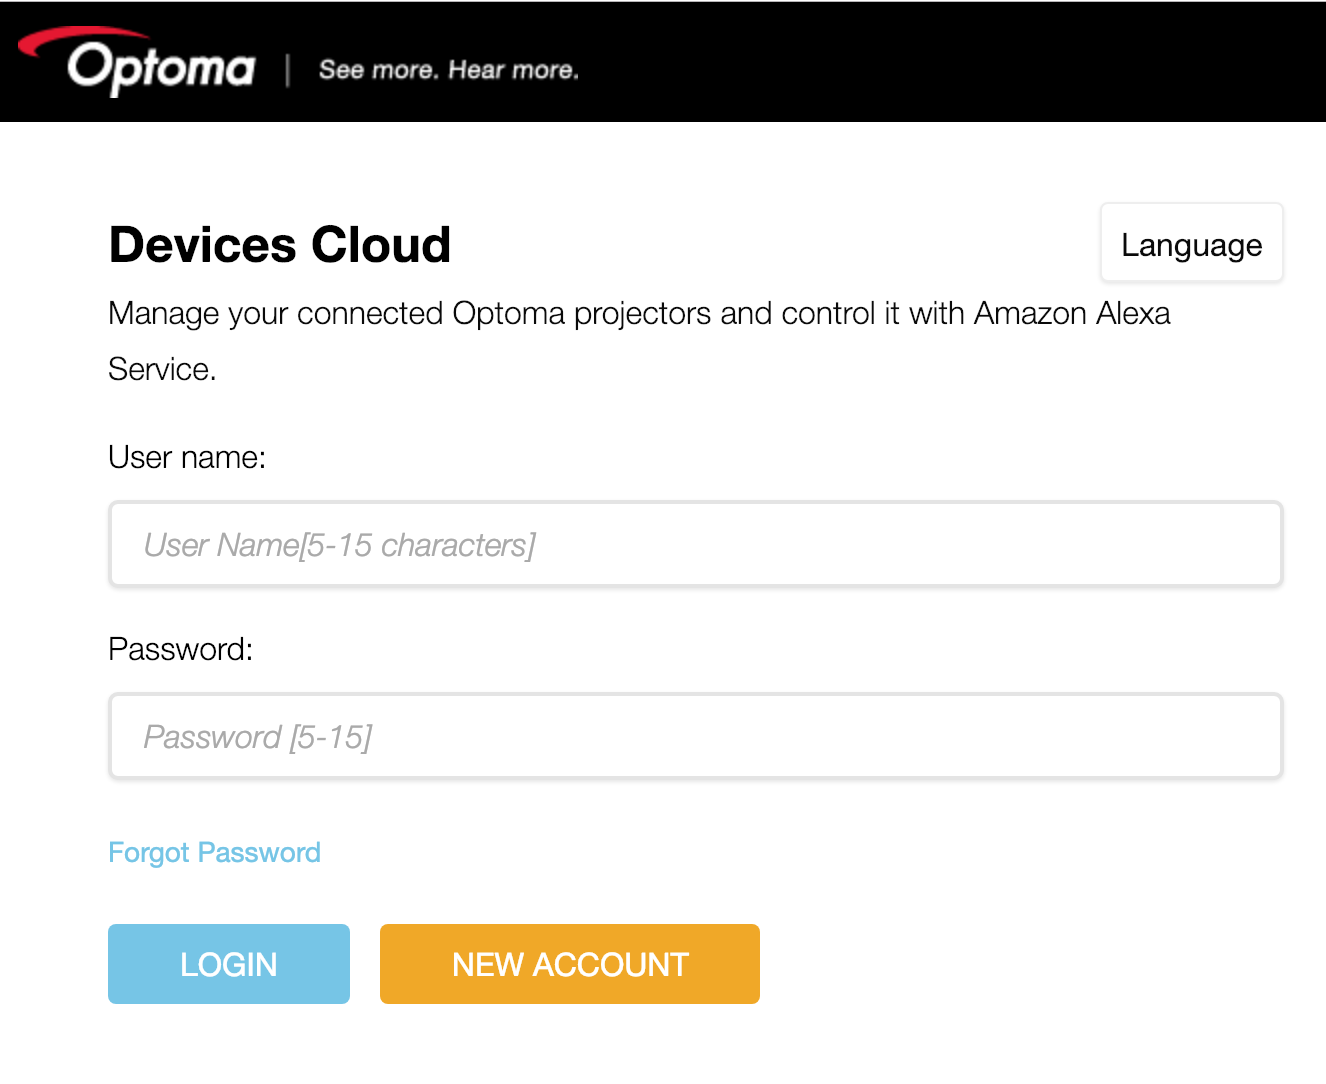 Optoma | See more. Hear more.
Devices Cloud
Language
Manage your connected Optoma projectors and control it with Amazon Alexa
Service.
User name:
User Name[5-15 characters]
Password:
Password [5-15]
Forgot Password
LOGIN
NEW ACCOUNT